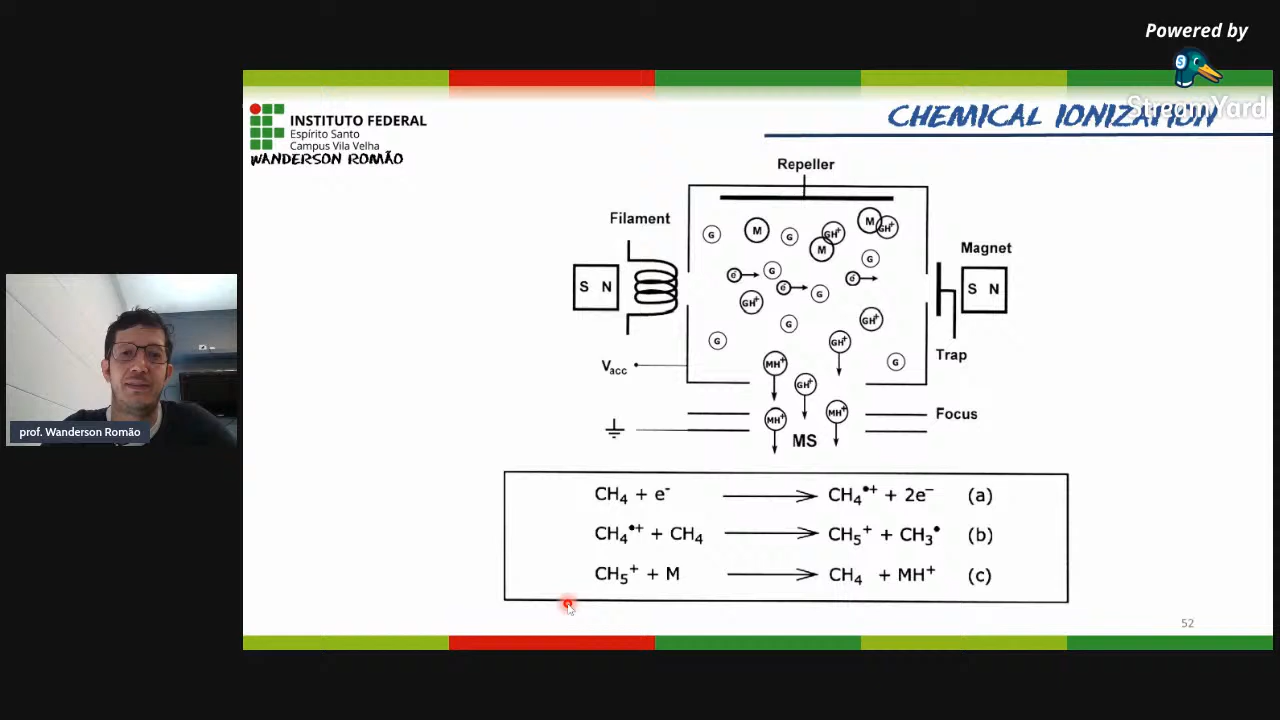 Powered by
StreamYard
INSTITUTO FEDERAL
Espírito Santo
Campus Vila Velha
WANDERSON ROMÃO
CHEMICAL IONIZATION
Repeller
Filament
Magnet
S N
S N
G
M
G
GH⁺
M
M
GH⁺
G
e⁻
G
e⁻
e⁻
G
GH⁺
G
GH⁺
G
GH⁺
G
Trap
Vacc
MH⁺
GH⁺
MH⁺
MH⁺
Focus
MS
CH₄ + e⁻ → CH₄•⁺ + 2e⁻ (a)
CH₄•⁺ + CH₄ → CH₅⁺ + CH₃• (b)
CH₅⁺ + M → CH₄ + MH⁺ (c)
prof. Wanderson Romão
52